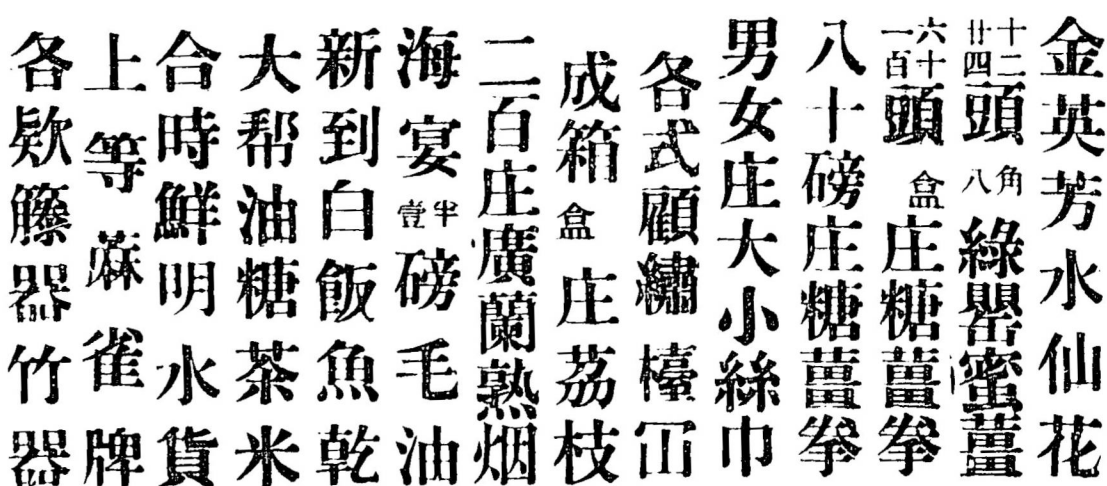 金英芳水仙花
十二廿四頭八角綠罌蜜薑
六十一百頭盒庄糖薑拳
八十磅庄糖薑拳
男女庄大小絲巾
各式顧繡檯冚
成箱盒庄荔枝
二百庄廣蘭熟烟
海宴半壹磅毛油
新到白飯魚乾
大帮油糖茶米
合時鮮明水貨
上等蔴雀牌
各欵籐器竹器